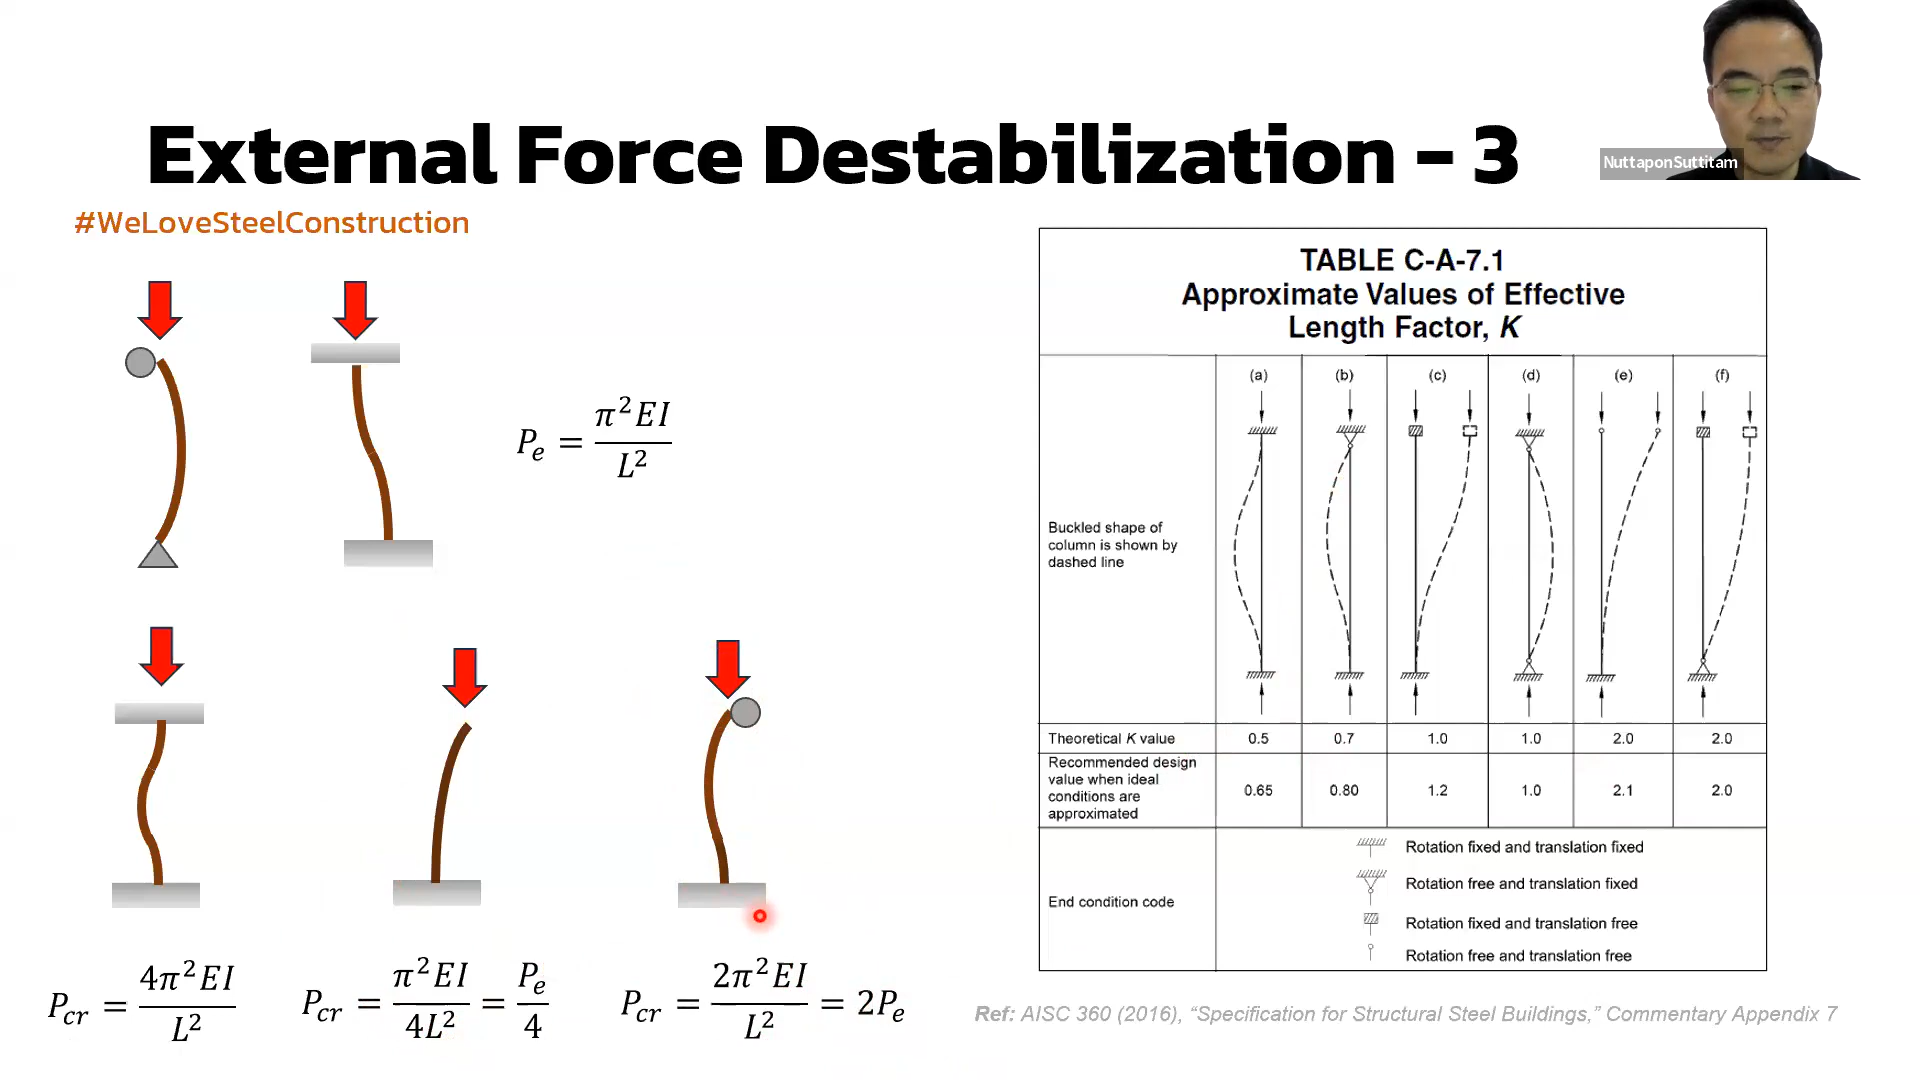 NuttaponSuttitam
External Force Destabilization - 3
#WeLoveSteelConstruction
P_e = π²EI / L²
P_cr = 4π²EI / L²
P_cr = π²EI / 4L² = P_e / 4
P_cr = 2π²EI / L² = 2P_e
TABLE C-A-7.1
Approximate Values of Effective
Length Factor, K
(a) (b) (c) (d) (e) (f)
Buckled shape of
column is shown by
dashed line
Theoretical K value 0.5 0.7 1.0 1.0 2.0 2.0
Recommended design
value when ideal
conditions are
approximated
0.65 0.80 1.2 1.0 2.1 2.0
End condition code
Rotation fixed and translation fixed
Rotation free and translation fixed
Rotation fixed and translation free
Rotation free and translation free
Ref: AISC 360 (2016), “Specification for Structural Steel Buildings,” Commentary Appendix 7